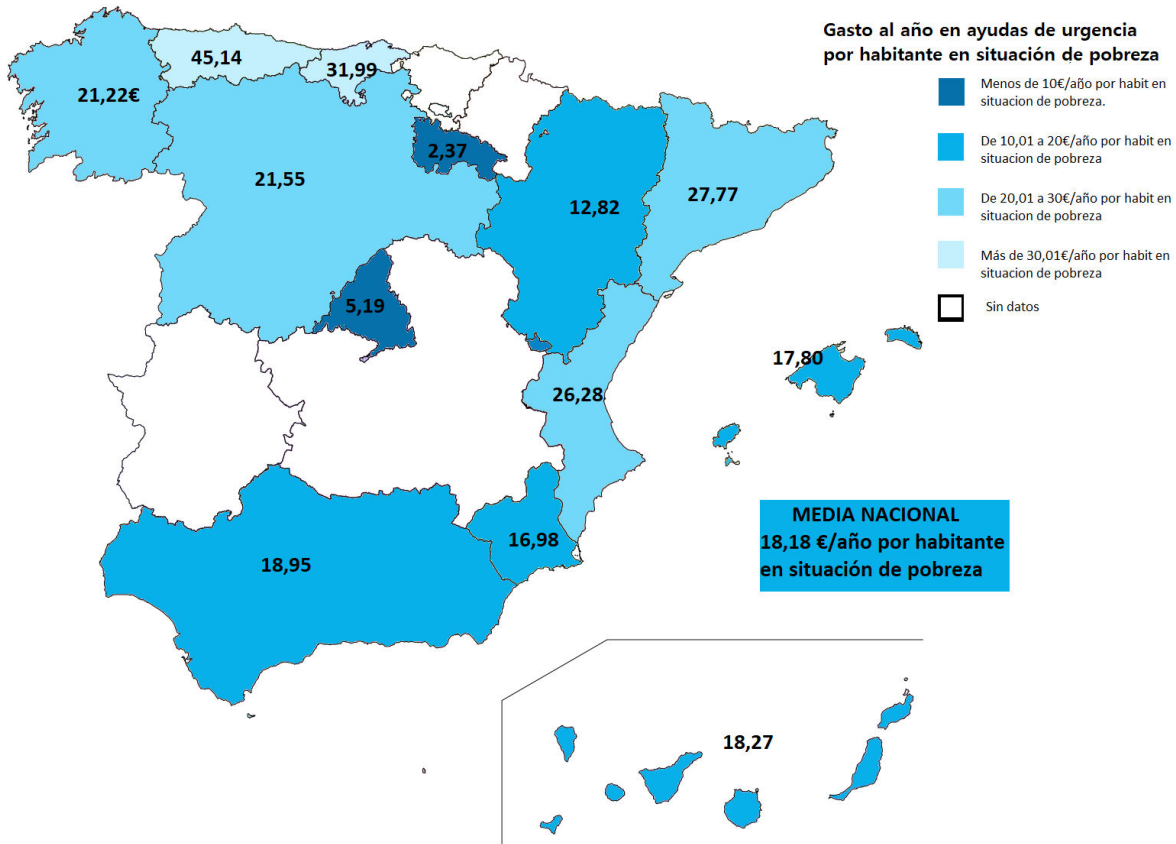 Gasto al año en ayudas de urgencia
por habitante en situación de pobreza
Menos de 10€/año por habit en
situacion de pobreza.
De 10,01 a 20€/año por habit en
situacion de pobreza
De 20,01 a 30€/año por habit en
situacion de pobreza
Más de 30,01€/año por habit en
situacion de pobreza
Sin datos
45,14
31,99
21,22€
2,37
21,55
12,82
27,77
5,19
17,80
26,28
16,98
18,95
MEDIA NACIONAL
18,18 €/año por habitante
en situación de pobreza
18,27